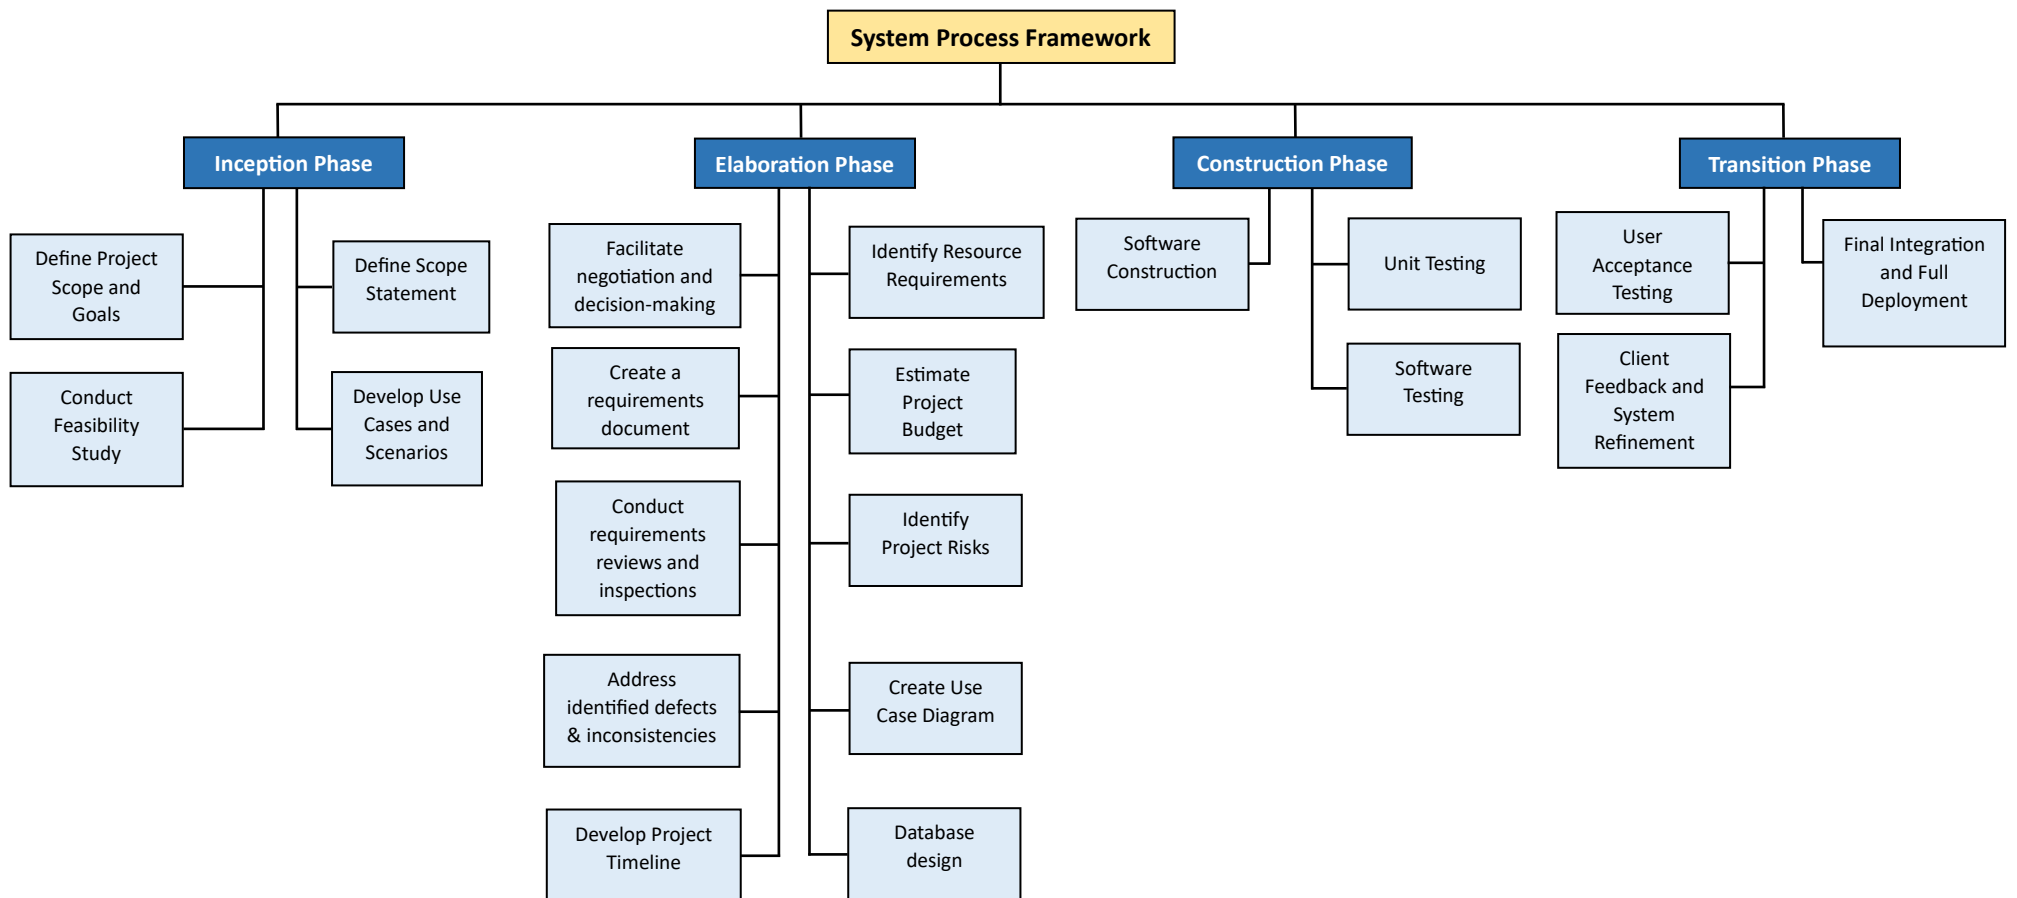 System Process Framework
Inception Phase
Define Project
Scope and
Goals
Conduct
Feasibility
Study
Define Scope
Statement
Develop Use
Cases and
Scenarios
Elaboration Phase
Facilitate
negotiation and
decision-making
Create a
requirements
document
Conduct
requirements
reviews and
inspections
Address
identified defects
& inconsistencies
Develop Project
Timeline
Identify Resource
Requirements
Estimate
Project
Budget
Identify
Project Risks
Create Use
Case Diagram
Database
design
Construction Phase
Software
Construction
Unit Testing
Software
Testing
Transition Phase
User
Acceptance
Testing
Client
Feedback and
System
Refinement
Final Integration
and Full
Deployment